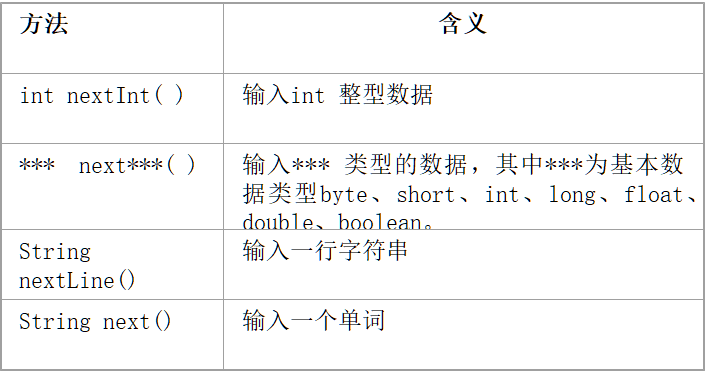 方法
含义
int nextInt( )
输入int 整型数据
*** next***( )
输入*** 类型的数据，其中***为基本数
据类型byte、short、int、long、float、
double、boolean。
String
nextLine()
输入一行字符串
String next()
输入一个单词